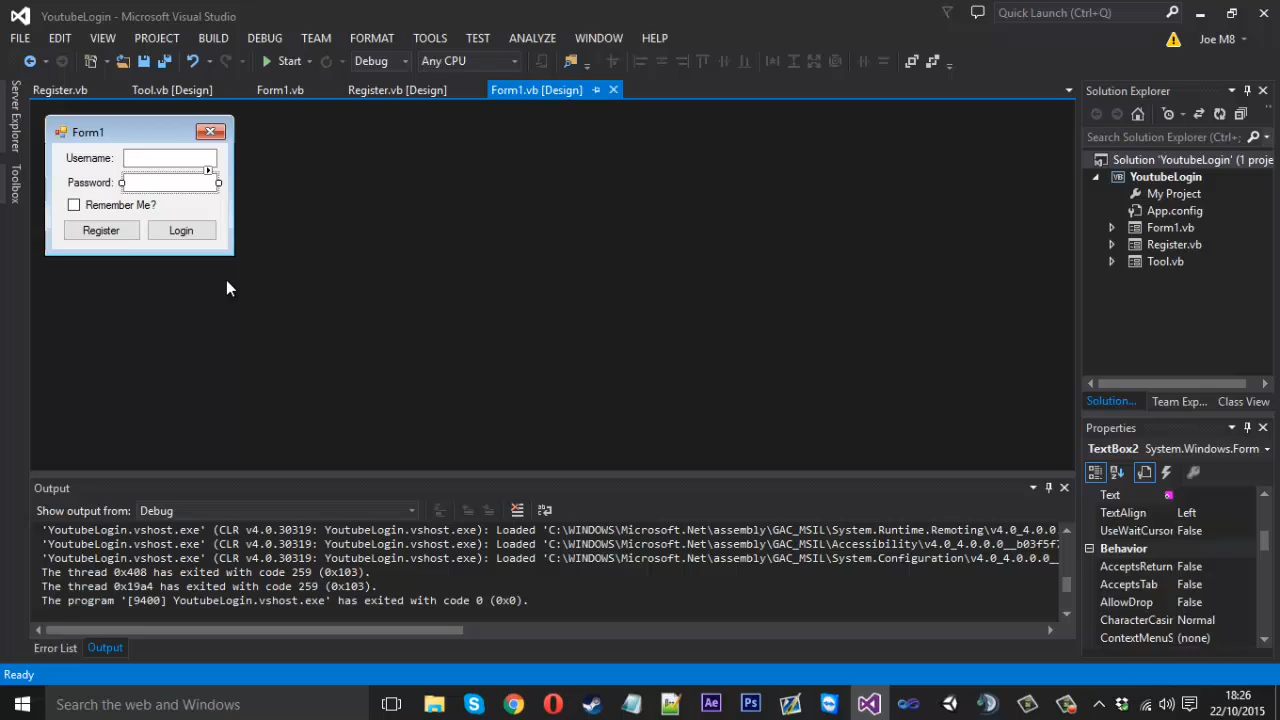 YoutubeLogin - Microsoft Visual Studio
Quick Launch (Ctrl+Q)
FILE EDIT VIEW PROJECT BUILD DEBUG TEAM FORMAT TOOLS TEST ANALYZE WINDOW HELP
Joe M8
Start Debug Any CPU
Server Explorer
Toolbox
Register.vb Tool.vb [Design] Form1.vb Register.vb [Design] Form1.vb [Design]
Form1
Username:
Password:
Remember Me?
Register Login
Solution Explorer
Search Solution Explorer (Ctrl+
Solution 'YoutubeLogin' (1 proje
VB YoutubeLogin
My Project
App.config
Form1.vb
Register.vb
Tool.vb
Solution... Team Exp... Class View
Properties
TextBox2 System.Windows.Form
Text
TextAlign Left
UseWaitCursor False
Behavior
AcceptsReturn False
AcceptsTab False
AllowDrop False
CharacterCasin Normal
ContextMenuS (none)
Output
Show output from: Debug
'YoutubeLogin.vshost.exe' (CLR v4.0.30319: YoutubeLogin.vshost.exe): Loaded 'C:\WINDOWS\Microsoft.Net\assembly\GAC_MSIL\System.Runtime.Remoting\v4.0_4.0.0
'YoutubeLogin.vshost.exe' (CLR v4.0.30319: YoutubeLogin.vshost.exe): Loaded 'C:\WINDOWS\Microsoft.Net\assembly\GAC_MSIL\Accessibility\v4.0_4.0.0.0__b03f5f7
'YoutubeLogin.vshost.exe' (CLR v4.0.30319: YoutubeLogin.vshost.exe): Loaded 'C:\WINDOWS\Microsoft.Net\assembly\GAC_MSIL\System.Configuration\v4.0_4.0.0.0__
The thread 0x408 has exited with code 259 (0x103).
The thread 0x19a4 has exited with code 259 (0x103).
The program '[9400] YoutubeLogin.vshost.exe' has exited with code 0 (0x0).
Error List Output
Ready
Search the web and Windows
Ae Ps
18:26
22/10/2015